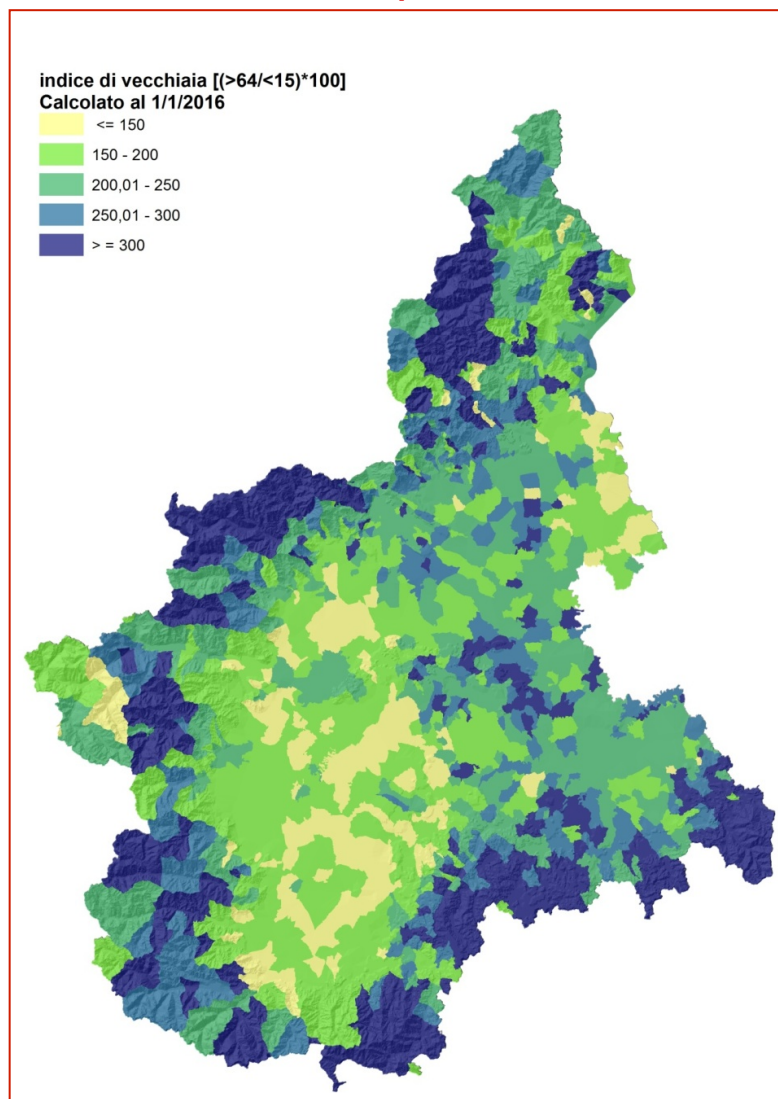 indice di vecchiaia [(>64/<15)*100]
Calcolato al 1/1/2016
<= 150
150 - 200
200,01 - 250
250,01 - 300
> = 300